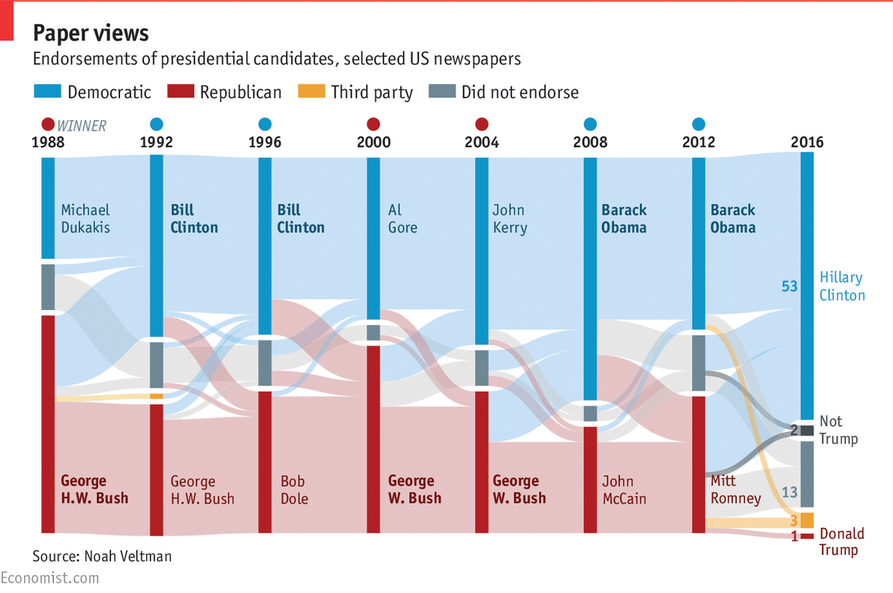 Paper views
Endorsements of presidential candidates, selected US newspapers
Democratic Republican Third party Did not endorse
WINNER
1988 1992 1996 2000 2004 2008 2012 2016
Michael
Dukakis
Bill
Clinton
Bill
Clinton
Al
Gore
John
Kerry
Barack
Obama
Barack
Obama
53
Hillary
Clinton
2
Not
Trump
George
H.W. Bush
George
H.W. Bush
Bob
Dole
George
W. Bush
George
W. Bush
John
McCain
Mitt
Romney
13
3
1
Donald
Trump
Source: Noah Veltman
Economist.com